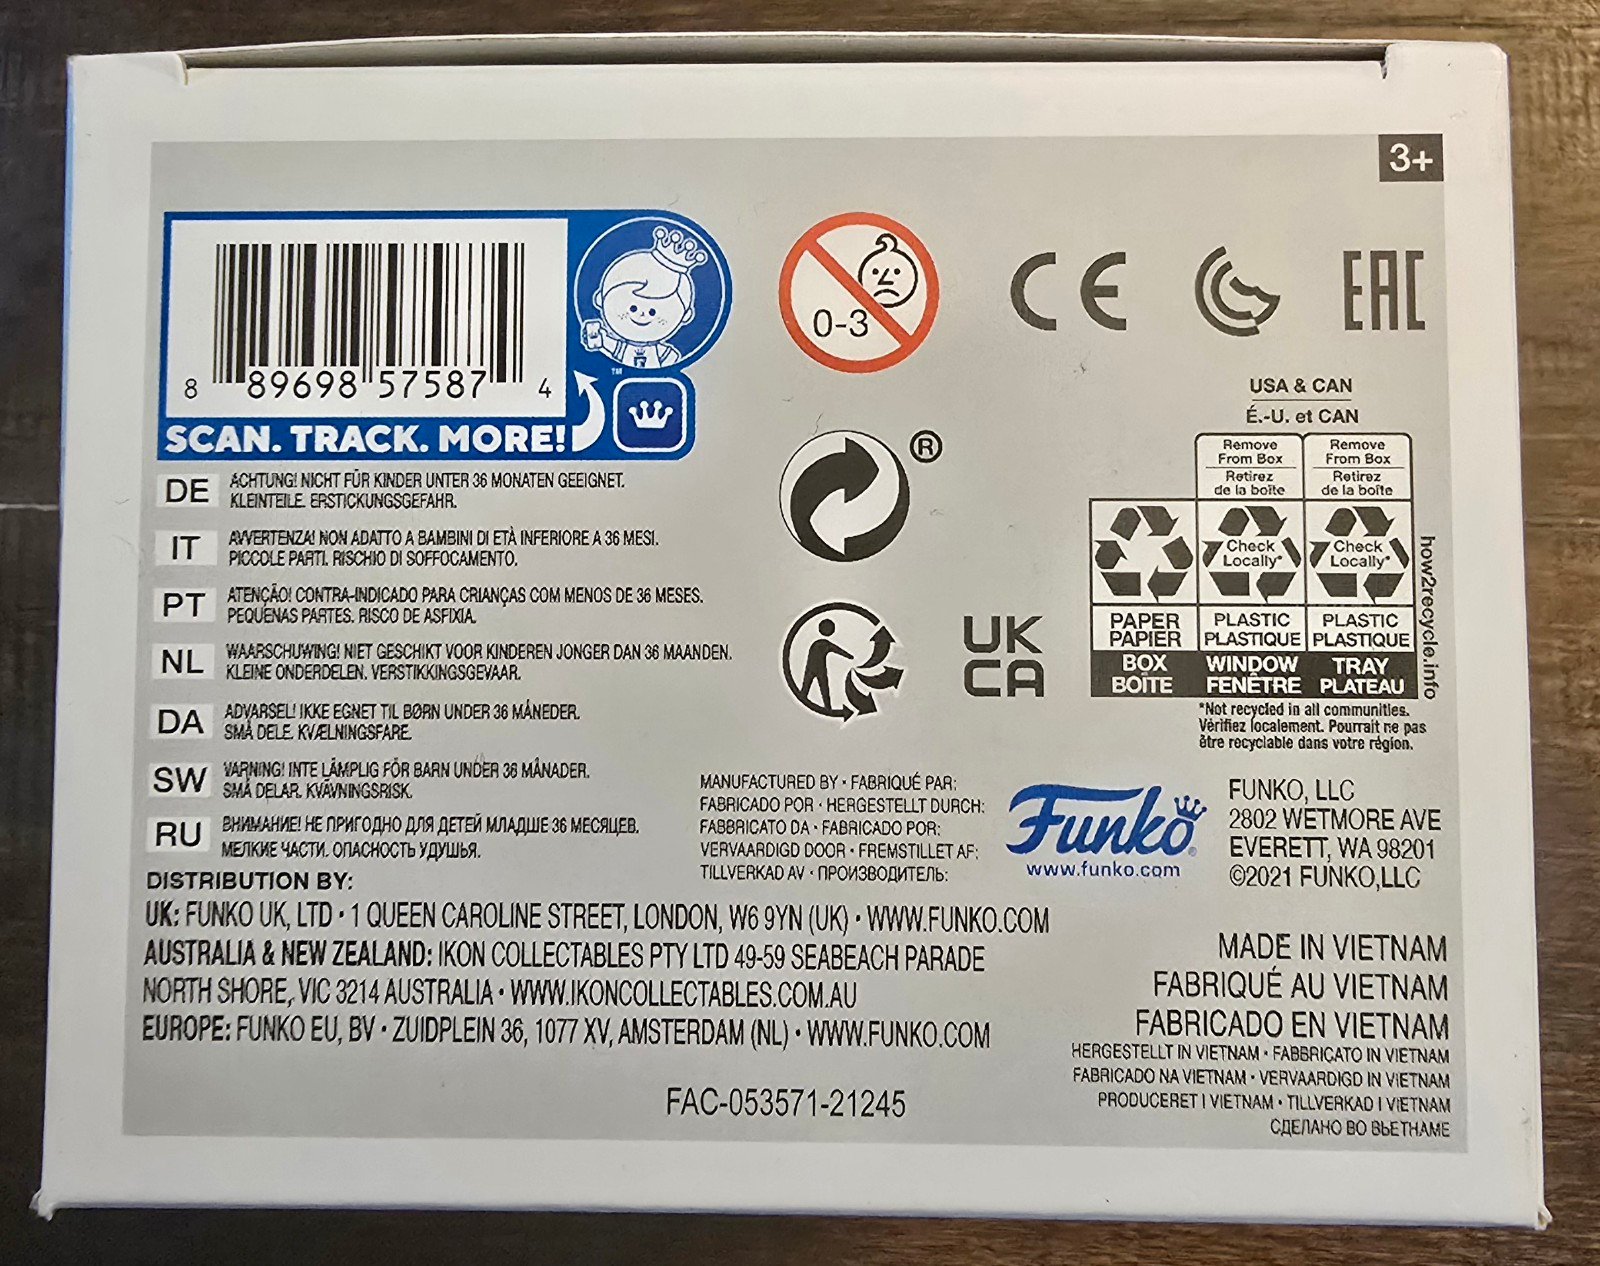 3+
8 89698 57587 4
SCAN. TRACK. MORE!
TM
DE
ACHTUNG! NICHT FÜR KINDER UNTER 36 MONATEN GEEIGNET.
KLEINTEILE. ERSTICKUNGSGEFAHR.
IT
AVVERTENZA! NON ADATTO A BAMBINI DI ETÀ INFERIORE A 36 MESI.
PICCOLE PARTI. RISCHIO DI SOFFOCAMENTO.
PT
ATENÇÃO! CONTRA-INDICADO PARA CRIANÇAS COM MENOS DE 36 MESES.
PEQUENAS PARTES. RISCO DE ASFIXIA.
NL
WAARSCHUWING! NIET GESCHIKT VOOR KINDEREN JONGER DAN 36 MAANDEN.
KLEINE ONDERDELEN. VERSTIKKINGSGEVAAR.
DA
ADVARSEL! IKKE EGNET TIL BØRN UNDER 36 MÅNEDER.
SMÅ DELE. KVÆLNINGSFARE.
SW
VARNING! INTE LÄMPLIG FÖR BARN UNDER 36 MÅNADER.
SMÅ DELAR. KVÄVNINGSRISK.
RU
ВНИМАНИЕ! НЕ ПРИГОДНО ДЛЯ ДЕТЕЙ МЛАДШЕ 36 МЕСЯЦЕВ.
МЕЛКИЕ ЧАСТИ. ОПАСНОСТЬ УДУШЬЯ.
0-3
CE
EAC
®
UK
CA
USA & CAN
É.-U. et CAN
Remove
From Box
Retirez
de la boîte
Remove
From Box
Retirez
de la boîte
Check
Locally*
Check
Locally*
PAPER
PAPIER
PLASTIC
PLASTIQUE
PLASTIC
PLASTIQUE
BOX
BOÎTE
WINDOW
FENÊTRE
TRAY
PLATEAU
how2recycle.info
*Not recycled in all communities.
Vérifiez localement. Pourrait ne pas
être recyclable dans votre région.
MANUFACTURED BY • FABRIQUÉ PAR:
FABRICADO POR • HERGESTELLT DURCH:
FABBRICATO DA • FABRICADO POR:
VERVAARDIGD DOOR • FREMSTILLET AF:
TILLVERKAD AV • ПРОИЗВОДИТЕЛЬ:
Funko
www.funko.com
FUNKO, LLC
2802 WETMORE AVE
EVERETT, WA 98201
©2021 FUNKO,LLC
DISTRIBUTION BY:
UK: FUNKO UK, LTD • 1 QUEEN CAROLINE STREET, LONDON, W6 9YN (UK) • WWW.FUNKO.COM
AUSTRALIA & NEW ZEALAND: IKON COLLECTABLES PTY LTD 49-59 SEABEACH PARADE
NORTH SHORE, VIC 3214 AUSTRALIA • WWW.IKONCOLLECTABLES.COM.AU
EUROPE: FUNKO EU, BV • ZUIDPLEIN 36, 1077 XV, AMSTERDAM (NL) • WWW.FUNKO.COM
MADE IN VIETNAM
FABRIQUÉ AU VIETNAM
FABRICADO EN VIETNAM
HERGESTELLT IN VIETNAM • FABBRICATO IN VIETNAM
FABRICADO NA VIETNAM • VERVAARDIGD IN VIETNAM
PRODUCERET I VIETNAM • TILLVERKAD I VIETNAM
СДЕЛАНО ВО ВЬЕТНАМЕ
FAC-053571-21245